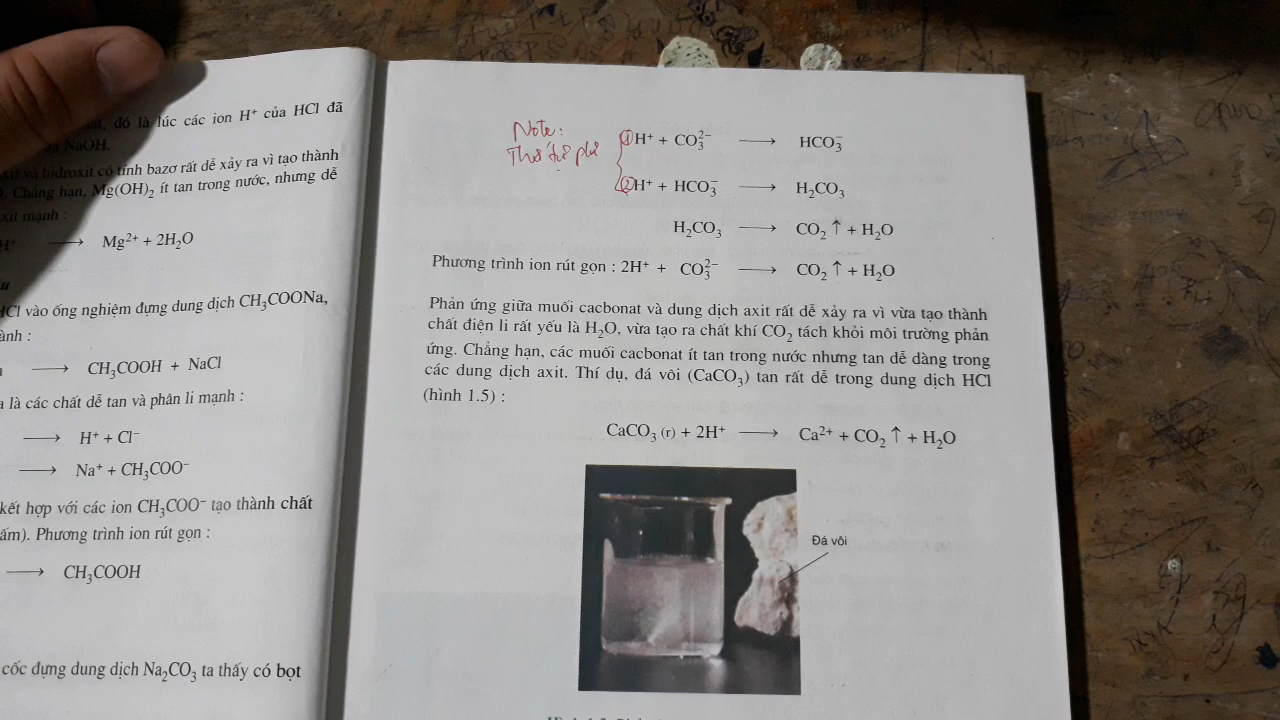 đó là lúc các ion H⁺ của HCl đã
NaOH.
và hiđroxit có tính bazơ rất dễ xảy ra vì tạo thành
Chẳng hạn, Mg(OH)₂ ít tan trong nước, nhưng dễ
axit mạnh :
H⁺ ⟶ Mg²⁺ + 2H₂O
HCl vào ống nghiệm đựng dung dịch CH₃COONa,
thành :
⟶ CH₃COOH + NaCl
là các chất dễ tan và phân li mạnh :
⟶ H⁺ + Cl⁻
⟶ Na⁺ + CH₃COO⁻
kết hợp với các ion CH₃COO⁻ tạo thành chất
Phương trình ion rút gọn :
⟶ CH₃COOH
cốc đựng dung dịch Na₂CO₃ ta thấy có bọt
Note:
Thứ tự pứ
① H⁺ + CO₃²⁻ ⟶ HCO₃⁻
② H⁺ + HCO₃⁻ ⟶ H₂CO₃
H₂CO₃ ⟶ CO₂ ↑ + H₂O
Phương trình ion rút gọn : 2H⁺ + CO₃²⁻ ⟶ CO₂ ↑ + H₂O
Phản ứng giữa muối cacbonat và dung dịch axit rất dễ xảy ra vì vừa tạo thành
chất điện li rất yếu là H₂O, vừa tạo ra chất khí CO₂ tách khỏi môi trường phản
ứng. Chẳng hạn, các muối cacbonat ít tan trong nước nhưng tan dễ dàng trong
các dung dịch axit. Thí dụ, đá vôi (CaCO₃) tan rất dễ trong dung dịch HCl
(hình 1.5) :
CaCO₃ (r) + 2H⁺ ⟶ Ca²⁺ + CO₂ ↑ + H₂O
Đá vôi